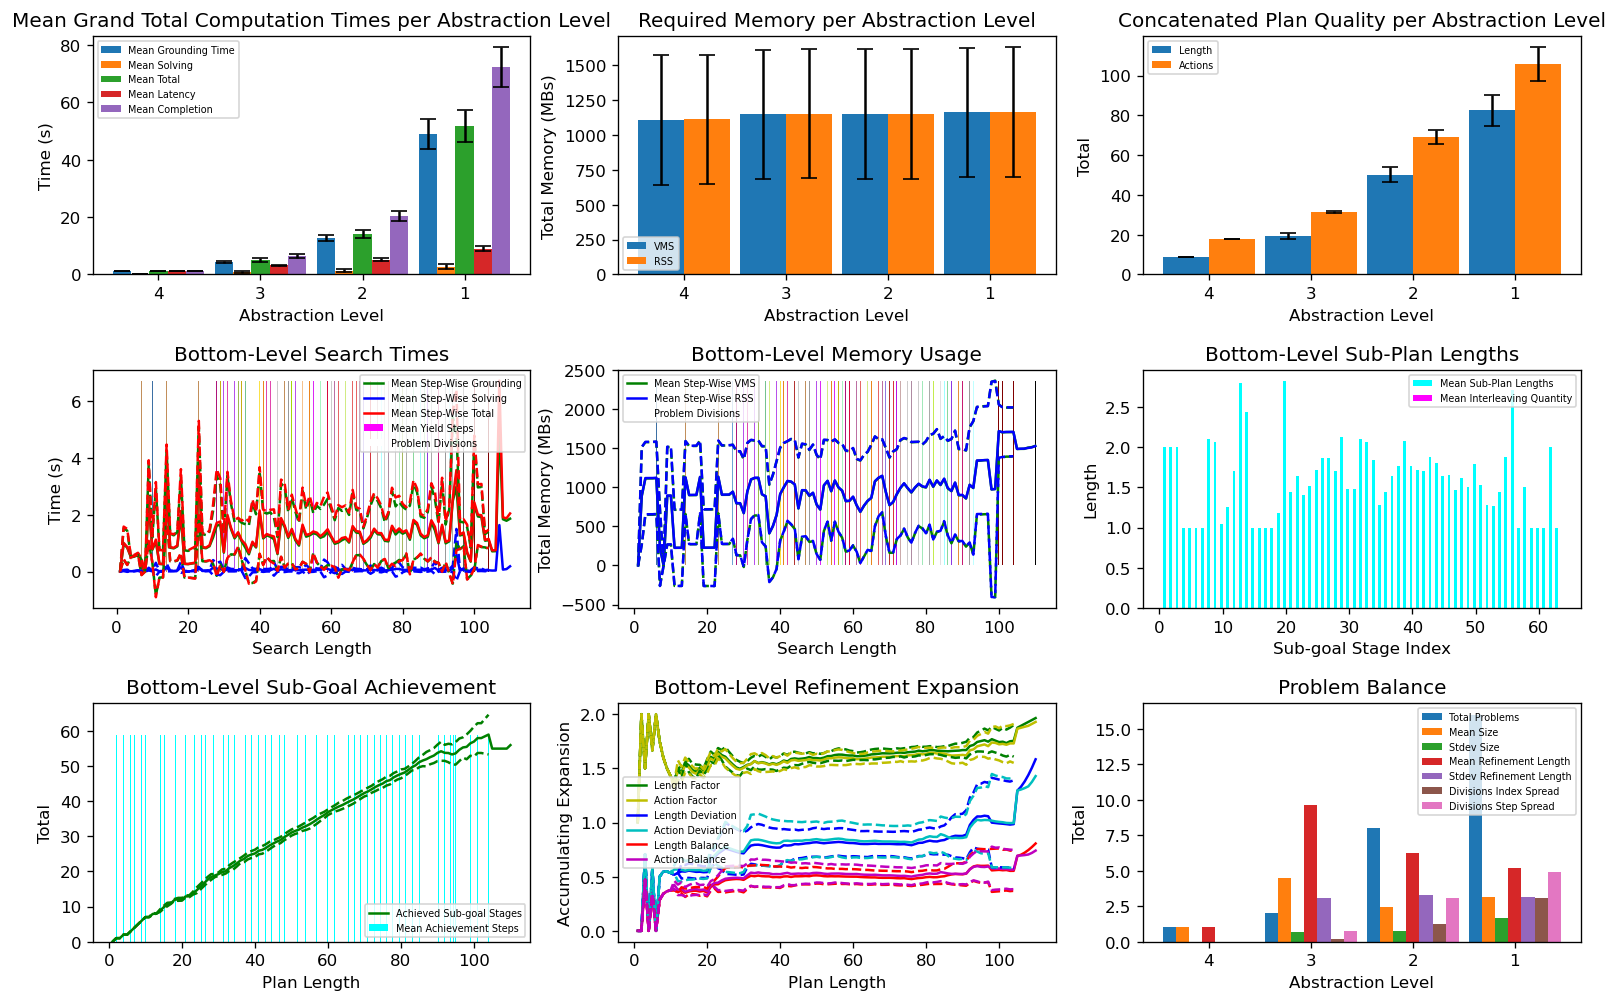 Mean Grand Total Computation Times per Abstraction Level
80
60
40
20
0
Time (s)
Mean Grounding Time
Mean Solving
Mean Total
Mean Latency
Mean Completion
4 3 2 1
Abstraction Level
Required Memory per Abstraction Level
1500
1250
1000
750
500
250
0
Total Memory (MBs)
VMS
RSS
4 3 2 1
Abstraction Level
Concatenated Plan Quality per Abstraction Level
100
80
60
40
20
0
Total
Length
Actions
4 3 2 1
Abstraction Level
Bottom-Level Search Times
6
4
2
0
Time (s)
Mean Step-Wise Grounding
Mean Step-Wise Solving
Mean Step-Wise Total
Mean Yield Steps
Problem Divisions
0 20 40 60 80 100
Search Length
Bottom-Level Memory Usage
2500
2000
1500
1000
500
0
−500
Total Memory (MBs)
Mean Step-Wise VMS
Mean Step-Wise RSS
Problem Divisions
0 20 40 60 80 100
Search Length
Bottom-Level Sub-Plan Lengths
2.5
2.0
1.5
1.0
0.5
0.0
Length
Mean Sub-Plan Lengths
Mean Interleaving Quantity
0 10 20 30 40 50 60
Sub-goal Stage Index
Bottom-Level Sub-Goal Achievement
60
50
40
30
20
10
0
Total
Achieved Sub-goal Stages
Mean Achievement Steps
0 20 40 60 80 100
Plan Length
Bottom-Level Refinement Expansion
2.0
1.5
1.0
0.5
0.0
Accumulating Expansion
Length Factor
Action Factor
Length Deviation
Action Deviation
Length Balance
Action Balance
0 20 40 60 80 100
Plan Length
Problem Balance
15.0
12.5
10.0
7.5
5.0
2.5
0.0
Total
Total Problems
Mean Size
Stdev Size
Mean Refinement Length
Stdev Refinement Length
Divisions Index Spread
Divisions Step Spread
4 3 2 1
Abstraction Level